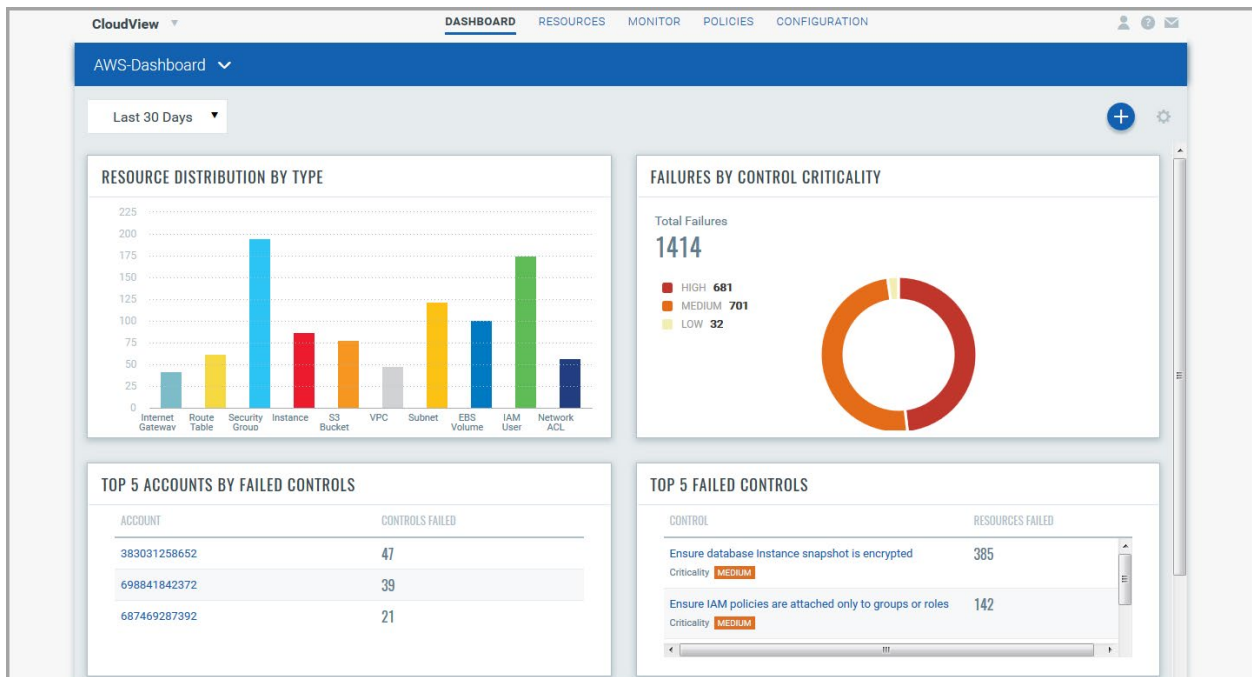 CloudView
DASHBOARD RESOURCES MONITOR POLICIES CONFIGURATION
AWS-Dashboard
Last 30 Days
RESOURCE DISTRIBUTION BY TYPE
225
200
175
150
125
100
75
50
25
0
Internet Gateway
Route Table
Security Group
Instance
S3 Bucket
VPC
Subnet
EBS Volume
IAM User
Network ACL
FAILURES BY CONTROL CRITICALITY
Total Failures
1414
HIGH 681
MEDIUM 701
LOW 32
TOP 5 ACCOUNTS BY FAILED CONTROLS
ACCOUNT CONTROLS FAILED
383031258652 47
698841842372 39
687469287392 21
TOP 5 FAILED CONTROLS
CONTROL RESOURCES FAILED
Ensure database Instance snapshot is encrypted 385
Criticality MEDIUM
Ensure IAM policies are attached only to groups or roles 142
Criticality MEDIUM